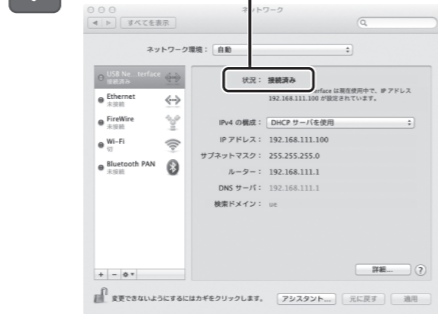 ネットワーク
すべてを表示
ネットワーク環境： 自動
USB Ne...terface
接続済み
Ethernet
未接続
FireWire
未接続
Wi-Fi
切
Bluetooth PAN
未接続
状況： 接続済み
erface は現在使用中で、IP アドレス
192.168.111.100 が設定されています。
IPv4 の構成： DHCP サーバを使用
IP アドレス： 192.168.111.100
サブネットマスク： 255.255.255.0
ルーター： 192.168.111.1
DNS サーバ： 192.168.111.1
検索ドメイン： ue
詳細...
?
変更できないようにするにはカギをクリックします。
アシスタント...
元に戻す
適用